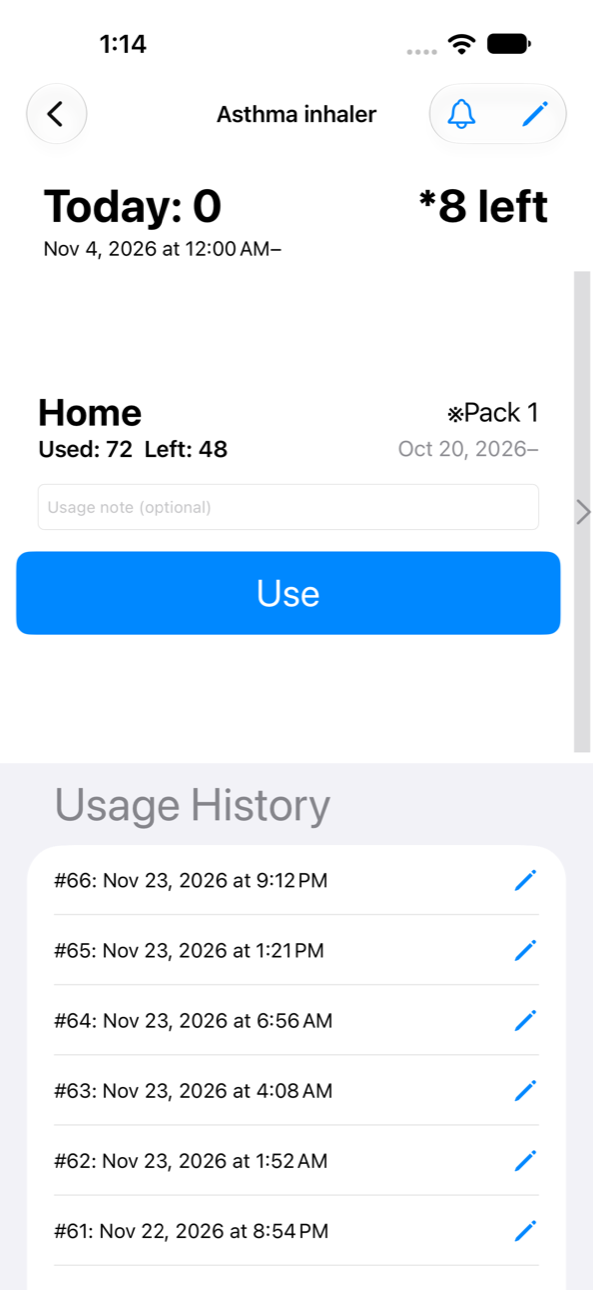 1:14
Asthma inhaler
Today: 0
*8 left
Nov 4, 2026 at 12:00 AM–
Home
※Pack 1
Used: 72 Left: 48
Oct 20, 2026–
Usage note (optional)
Use
Usage History
#66: Nov 23, 2026 at 9:12 PM
#65: Nov 23, 2026 at 1:21 PM
#64: Nov 23, 2026 at 6:56 AM
#63: Nov 23, 2026 at 4:08 AM
#62: Nov 23, 2026 at 1:52 AM
#61: Nov 22, 2026 at 8:54 PM